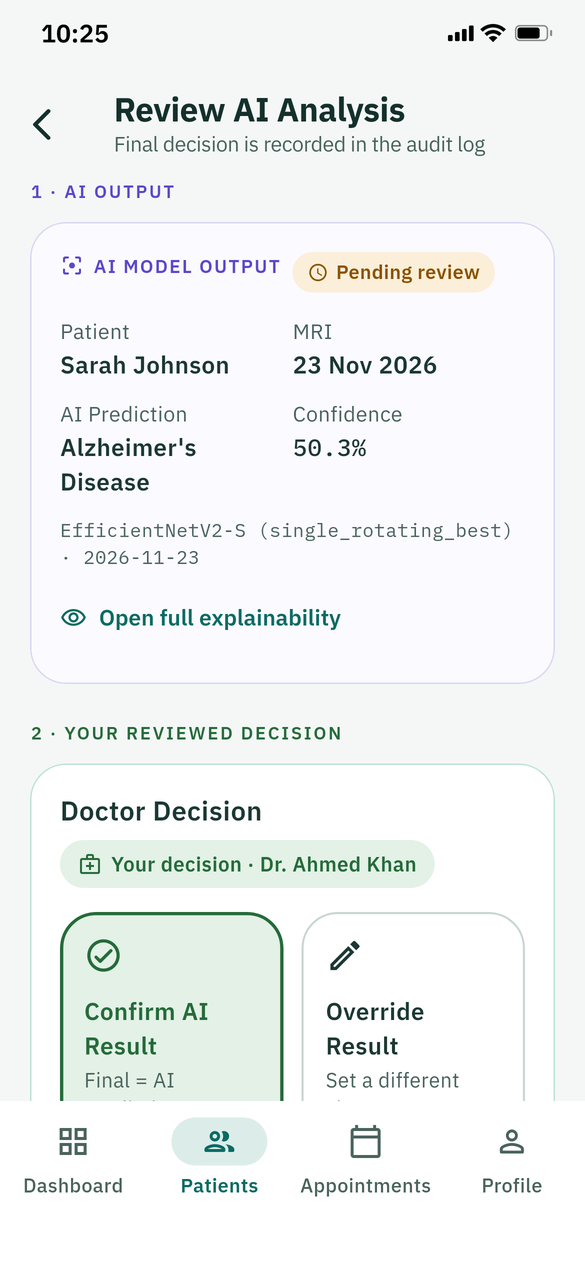 10:25
Review AI Analysis
Final decision is recorded in the audit log
1 · AI OUTPUT
AI MODEL OUTPUT
Pending review
Patient
Sarah Johnson
MRI
23 Nov 2026
AI Prediction
Alzheimer's
Disease
Confidence
50.3%
EfficientNetV2-S (single_rotating_best)
· 2026-11-23
Open full explainability
2 · YOUR REVIEWED DECISION
Doctor Decision
Your decision · Dr. Ahmed Khan
Confirm AI
Result
Final = AI
Override
Result
Set a different
Dashboard
Patients
Appointments
Profile